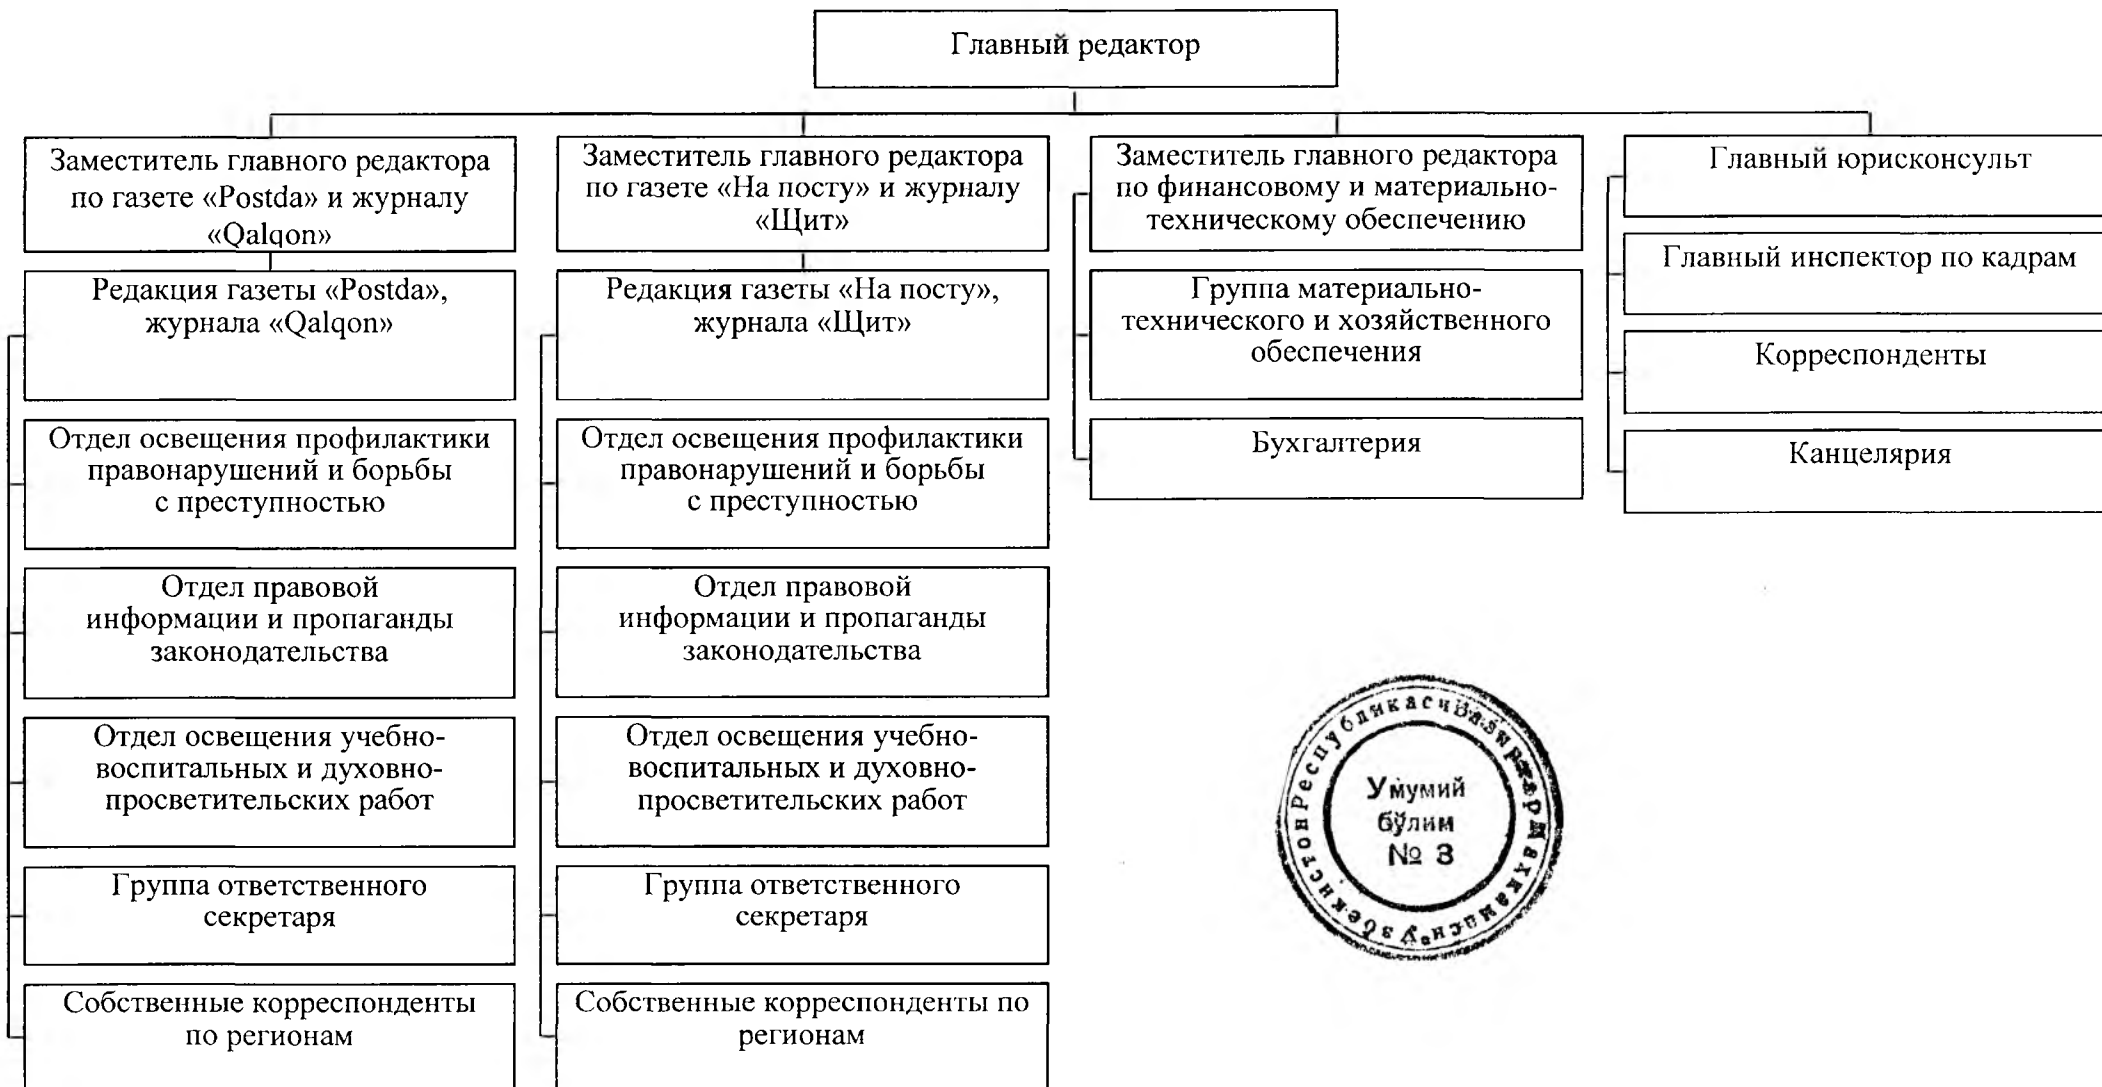 Главный редактор
Заместитель главного редактора
по газете «Postda» и журналу
«Qalqon»
Редакция газеты «Postda»,
журнала «Qalqon»
Отдел освещения профилактики
правонарушений и борьбы
с преступностью
Отдел правовой
информации и пропаганды
законодательства
Отдел освещения учебно-
воспитальных и духовно-
просветительских работ
Группа ответственного
секретаря
Собственные корреспонденты
по регионам
Заместитель главного редактора
по газете «На посту» и журналу
«Щит»
Редакция газеты «На посту»,
журнала «Щит»
Отдел освещения профилактики
правонарушений и борьбы
с преступностью
Отдел правовой
информации и пропаганды
законодательства
Отдел освещения учебно-
воспитальных и духовно-
просветительских работ
Группа ответственного
секретаря
Собственные корреспонденты по
регионам
Заместитель главного редактора
по финансовому и материально-
техническому обеспечению
Группа материально-
технического и хозяйственного
обеспечения
Бухгалтерия
Главный юрисконсульт
Главный инспектор по кадрам
Корреспонденты
Канцелярия
Ўзбекистон Республикаси Вазирлар Маҳкамаси
Умумий
бўлим
№ 3